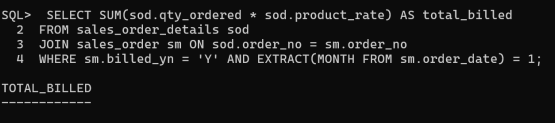 SQL>  SELECT SUM(sod.qty_ordered * sod.product_rate) AS total_billed
  2  FROM sales_order_details sod
  3  JOIN sales_order sm ON sod.order_no = sm.order_no
  4  WHERE sm.billed_yn = 'Y' AND EXTRACT(MONTH FROM sm.order_date) = 1;
TOTAL_BILLED
------------